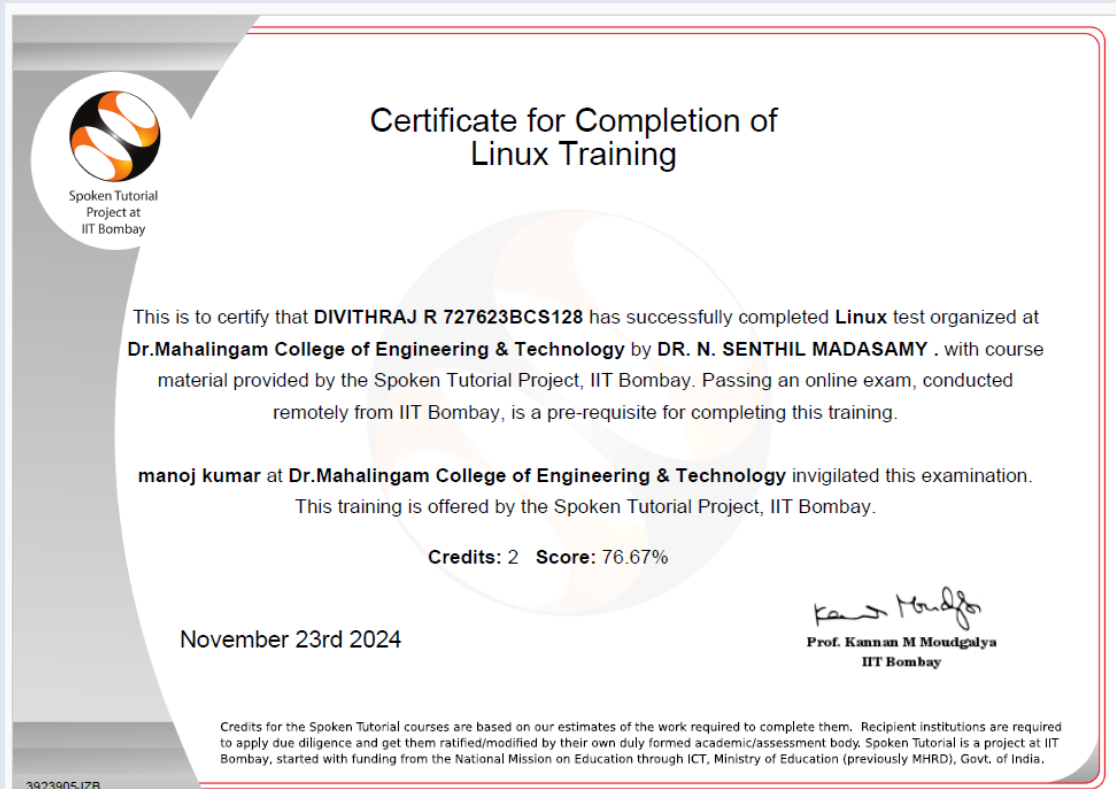 Spoken Tutorial
Project at
IIT Bombay
Certificate for Completion of
Linux Training
This is to certify that DIVITHRAJ R 727623BCS128 has successfully completed Linux test organized at
Dr.Mahalingam College of Engineering & Technology by DR. N. SENTHIL MADASAMY . with course
material provided by the Spoken Tutorial Project, IIT Bombay. Passing an online exam, conducted
remotely from IIT Bombay, is a pre-requisite for completing this training.
manoj kumar at Dr.Mahalingam College of Engineering & Technology invigilated this examination.
This training is offered by the Spoken Tutorial Project, IIT Bombay.
Credits: 2 Score: 76.67%
November 23rd 2024
Prof. Kannan M Moudgalya
IIT Bombay
Credits for the Spoken Tutorial courses are based on our estimates of the work required to complete them. Recipient institutions are required
to apply due diligence and get them ratified/modified by their own duly formed academic/assessment body. Spoken Tutorial is a project at IIT
Bombay, started with funding from the National Mission on Education through ICT, Ministry of Education (previously MHRD), Govt. of India.
3923905JZB